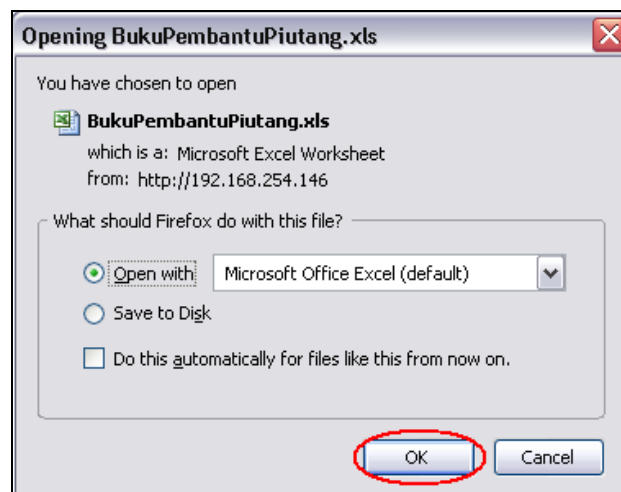 Opening BukuPembantuPiutang.xls
You have chosen to open
BukuPembantuPiutang.xls
which is a: Microsoft Excel Worksheet
from: http://192.168.254.146
What should Firefox do with this file?
Open with Microsoft Office Excel (default)
Save to Disk
Do this automatically for files like this from now on.
OK Cancel